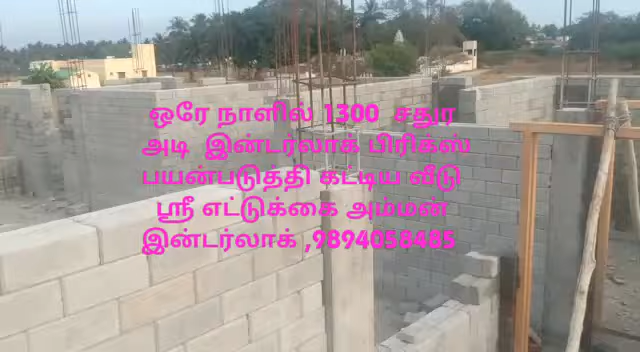 ஒரே நாளில் 1300 சதுர
அடி இன்டர்லாக் பிரிகஸ்
பயன்படுத்தி கட்டிய வீடு
ஸ்ரீ எட்டுக்கை அம்மன்
இன்டர்லாக் ,9894058485